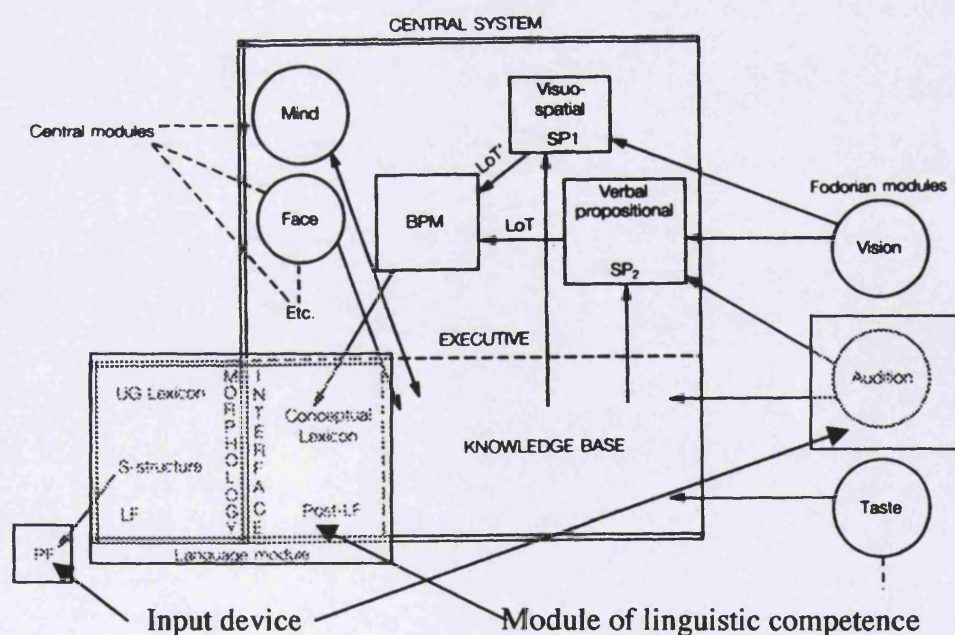 CENTRAL SYSTEM
Mind
Visuo-
spatial
SP1
Central modules
LoT'
Verbal
propositional
SP2
Fodorian modules
Face
BPM
LoT
Vision
Etc.
EXECUTIVE
Audition
UG Lexicon
MORPHOLOGY
INTERFACE
Conceptual
Lexicon
KNOWLEDGE BASE
S-structure
LF
Post-LF
Taste
PF
Language module
Input device
Module of linguistic competence